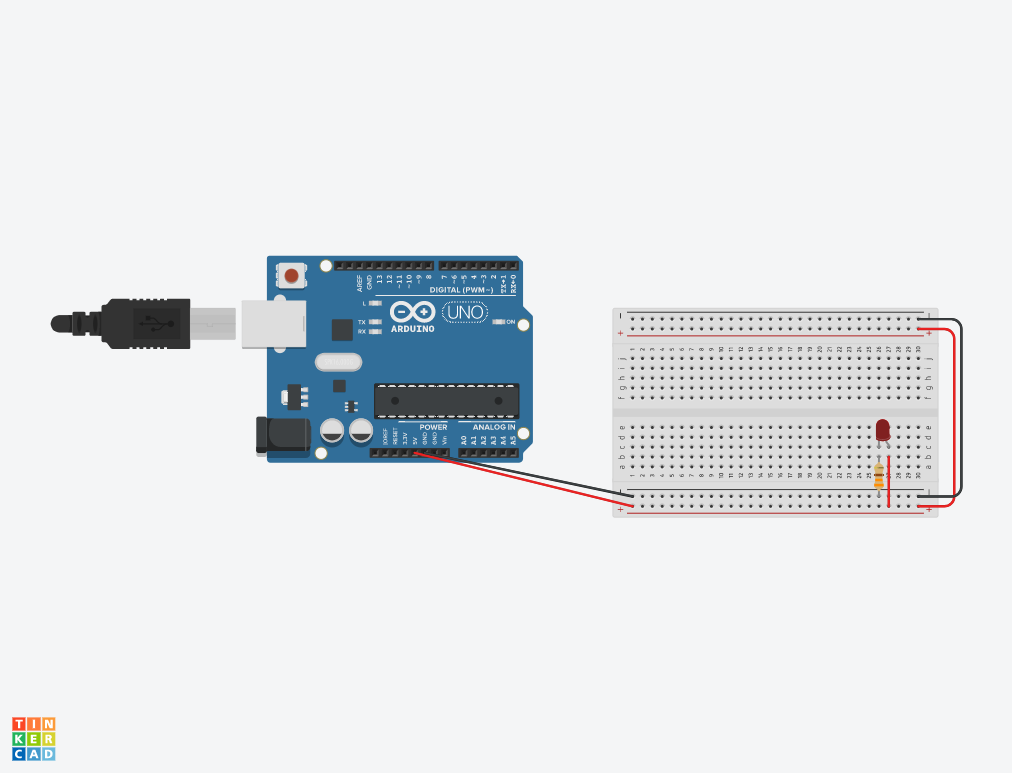 AREF
GND
13
12
~11
~10
~9
8
7
~6
~5
4
~3
2
TX→1
RX←0
DIGITAL (PWM~)
L
TX
RX
ARDUINO
UNO
ON
POWER
ANALOG IN
IOREF
RESET
3.3V
5V
GND
GND
Vin
A0
A1
A2
A3
A4
A5
- -
+ +
1 2 3 4 5 6 7 8 9 10 11 12 13 14 15 16 17 18 19 20 21 22 23 24 25 26 27 28 29 30
j j
i i
h h
g g
f f
e e
d d
c c
b b
a a
1 2 3 4 5 6 7 8 9 10 11 12 13 14 15 16 17 18 19 20 21 22 23 24 25 26 27 28 29 30
- -
+ +
TIN
KER
CAD